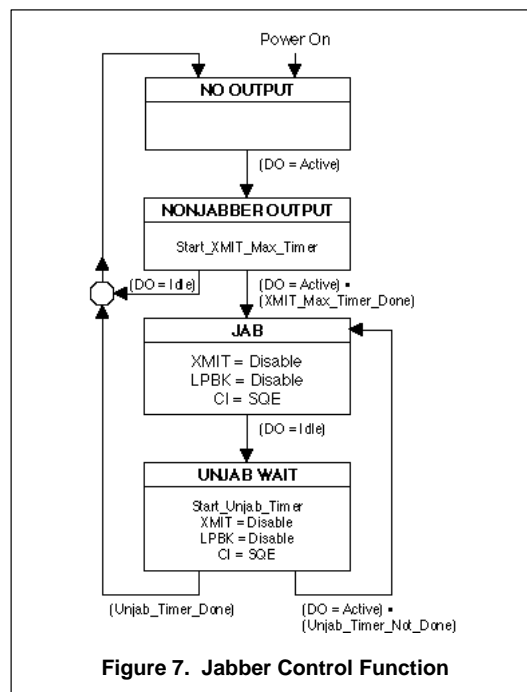 Power On
NO OUTPUT
(DO = Active)
NONJABBER OUTPUT
Start_XMIT_Max_Timer
(DO = Idle)
(DO = Active) •
(XMIT_Max_Timer_Done)
JAB
XMIT = Disable
LPBK = Disable
CI = SQE
(DO = Idle)
UNJAB WAIT
Start_Unjab_Timer
XMIT = Disable
LPBK = Disable
CI = SQE
(Unjab_Timer_Done)
(DO = Active) •
(Unjab_Timer_Not_Done)
Figure 7. Jabber Control Function